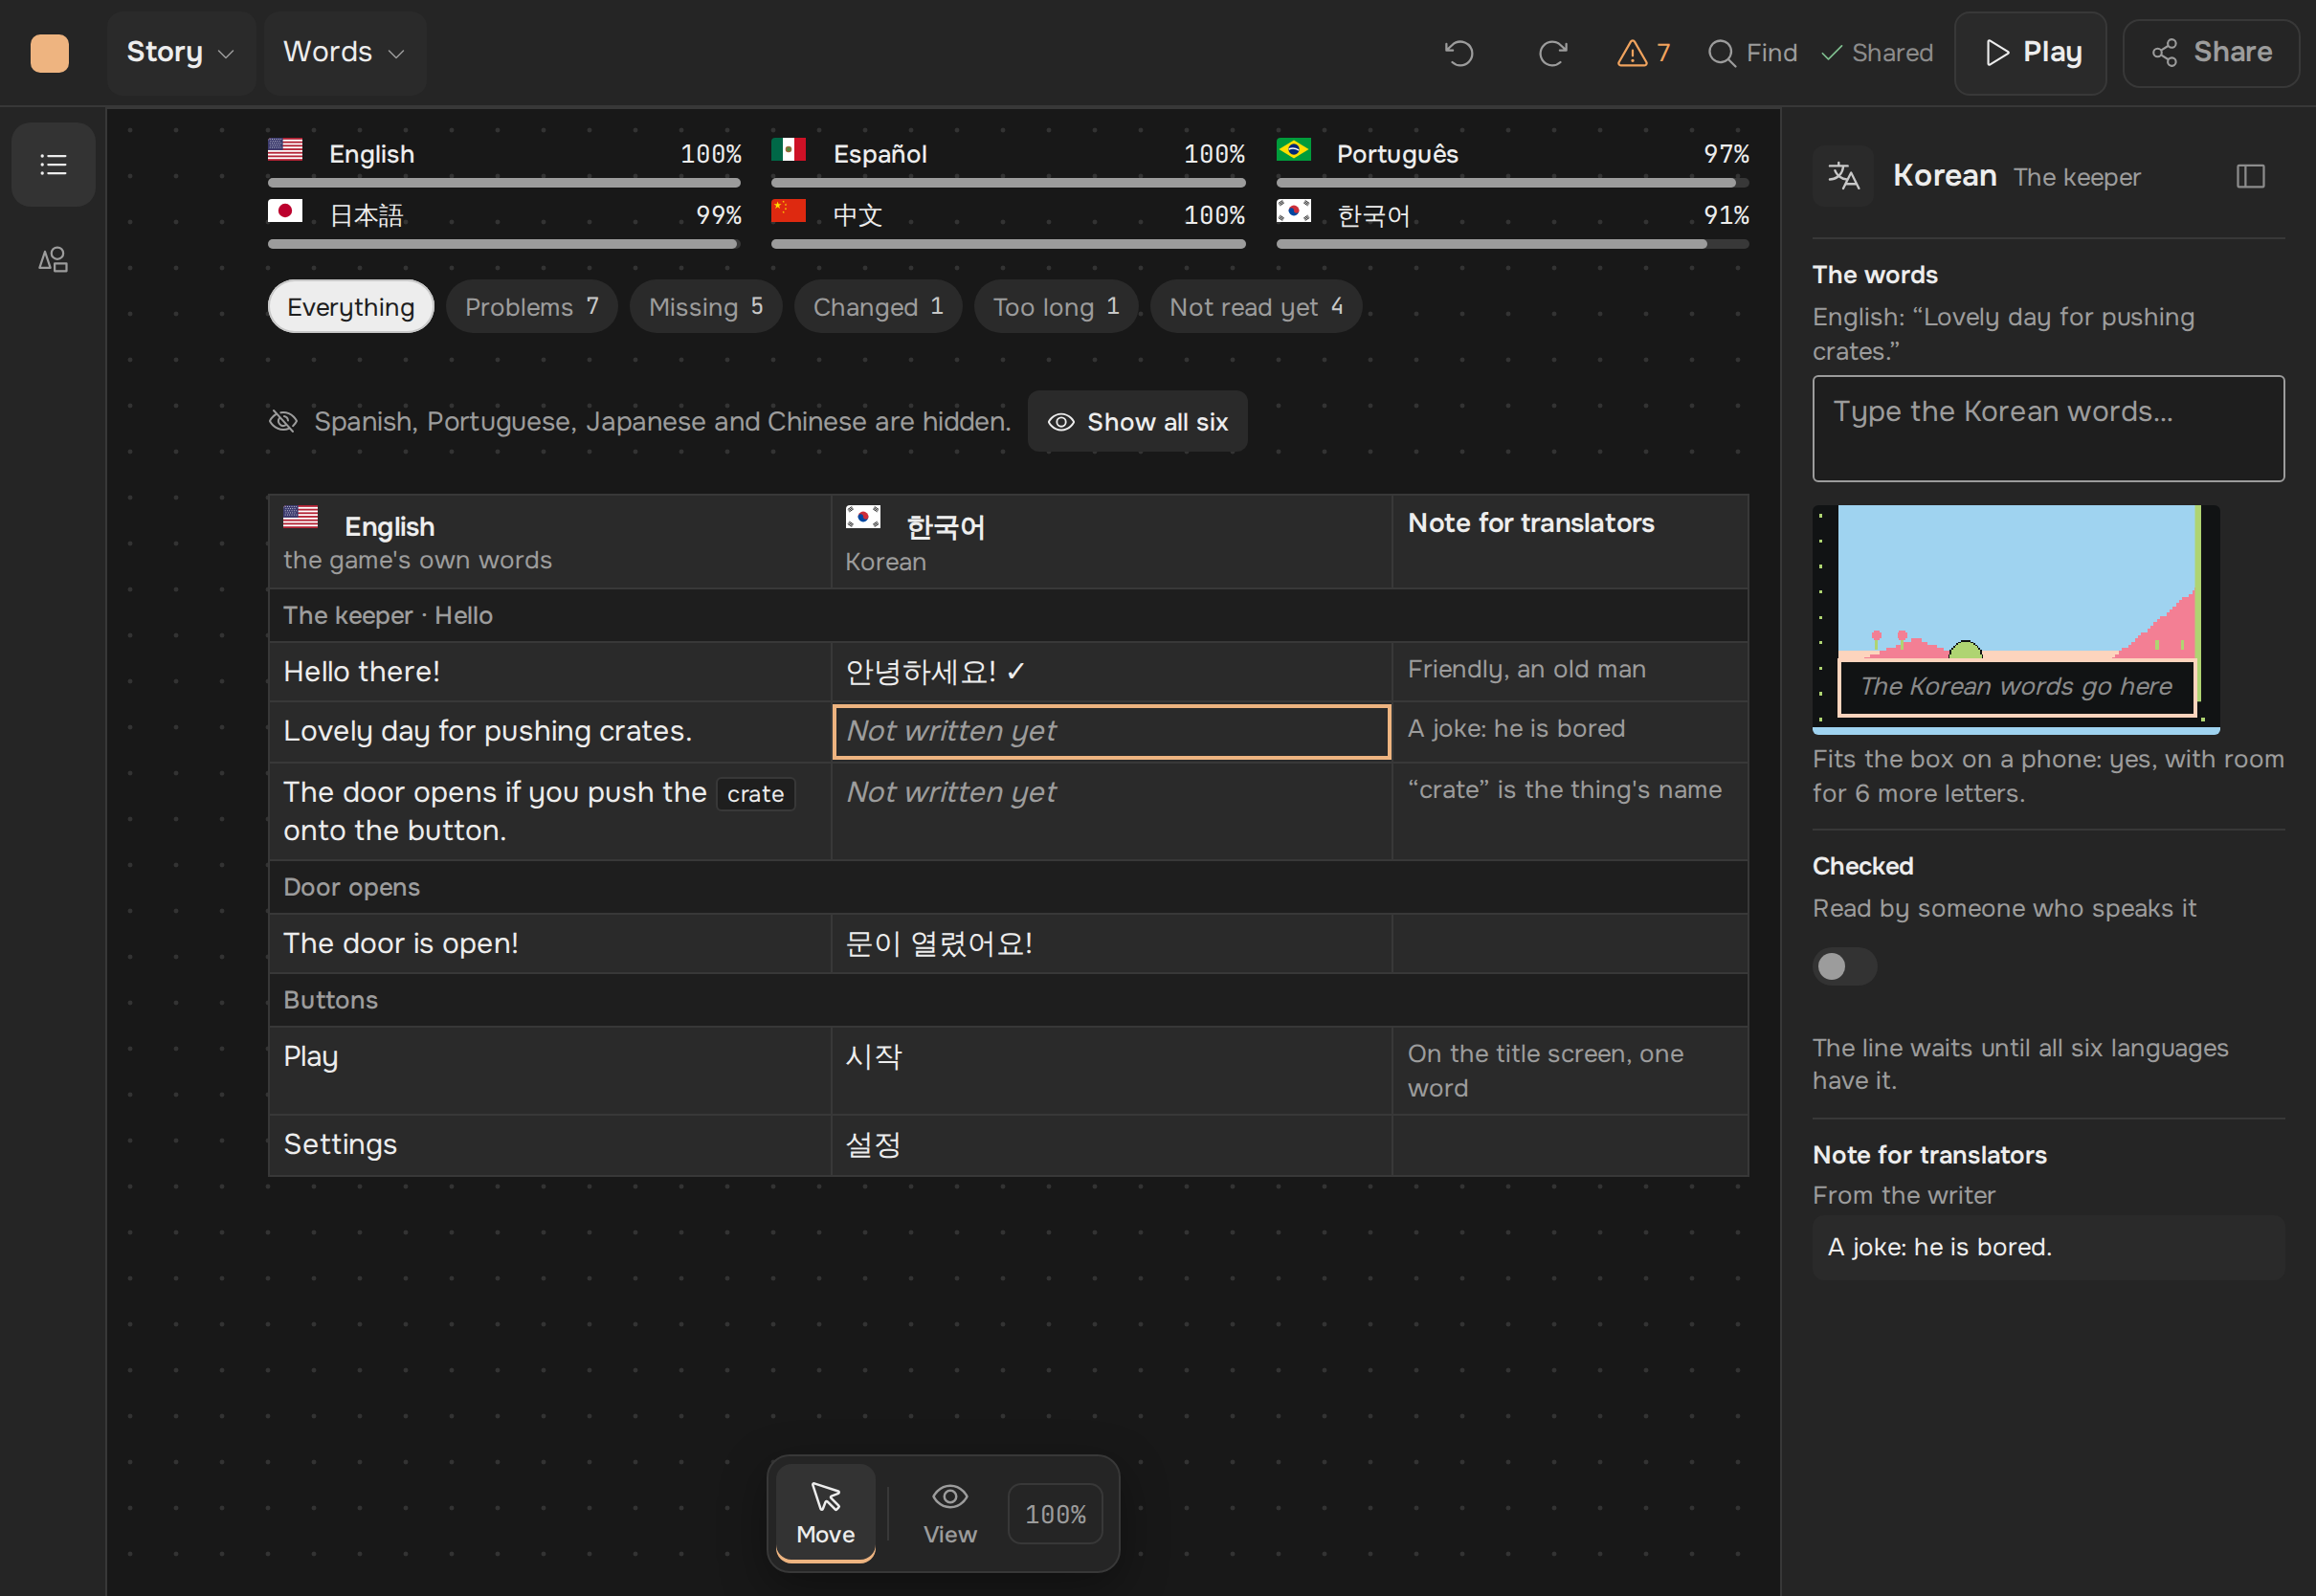 Story
Words
7
Find
Shared
Play
Share
English 100%
Español 100%
Português 97%
日本語 99%
中文 100%
한국어 91%
Everything
Problems 7
Missing 5
Changed 1
Too long 1
Not read yet 4
Spanish, Portuguese, Japanese and Chinese are hidden.
Show all six
English
the game's own words
한국어
Korean
Note for translators
The keeper · Hello
Hello there!
안녕하세요! ✓
Friendly, an old man
Lovely day for pushing crates.
Not written yet
A joke: he is bored
The door opens if you push the crate
onto the button.
Not written yet
“crate” is the thing's name
Door opens
The door is open!
문이 열렸어요!
Buttons
Play
시작
On the title screen, one
word
Settings
설정
Move
View
100%
Korean The keeper
The words
English: “Lovely day for pushing
crates.”
Type the Korean words...
The Korean words go here
Fits the box on a phone: yes, with room
for 6 more letters.
Checked
Read by someone who speaks it
The line waits until all six languages
have it.
Note for translators
From the writer
A joke: he is bored.